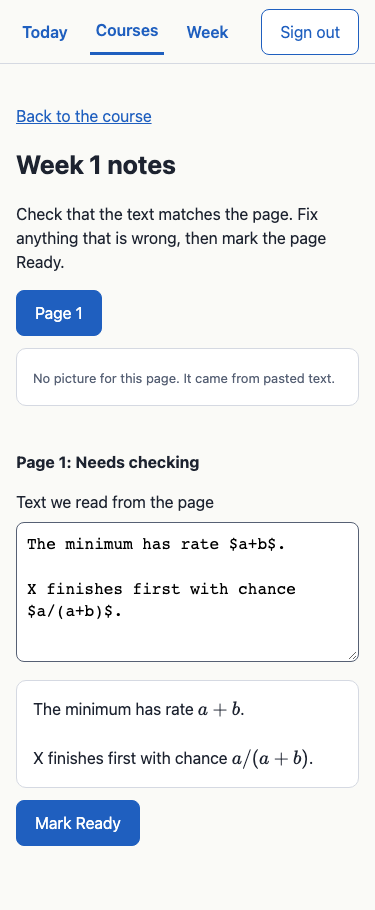 Today Courses Week Sign out
Back to the course
Week 1 notes
Check that the text matches the page. Fix
anything that is wrong, then mark the page
Ready.
Page 1
No picture for this page. It came from pasted text.
Page 1: Needs checking
Text we read from the page
The minimum has rate $a+b$.
X finishes first with chance
$a/(a+b)$.
The minimum has rate a + b.
X finishes first with chance a/(a + b).
Mark Ready